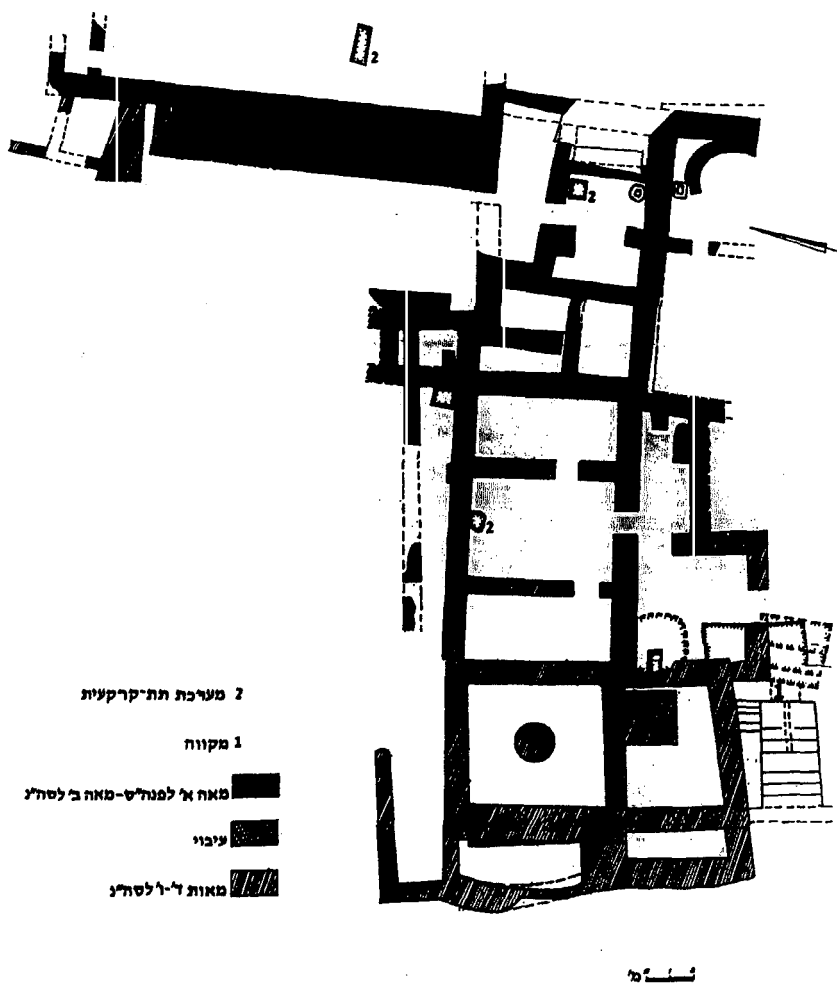 2
2
2
2 מערכת תת-קרקעית
1 מקווה
מאה א' לפנה"ס-מאה ב' לסה"נ
עיבוי
מאות ד'-ו' לסה"נ
מ'